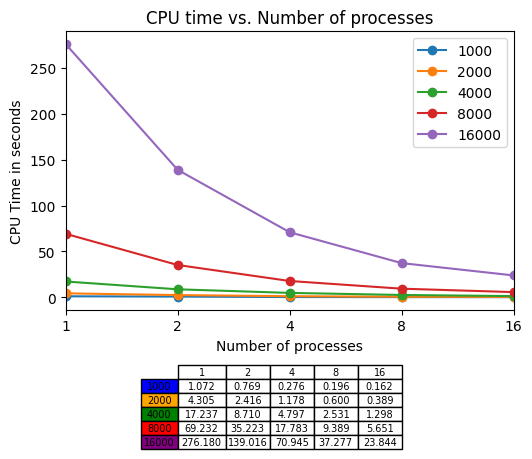 CPU time vs. Number of processes
1000
2000
4000
8000
16000
CPU Time in seconds
250
200
150
100
50
0
1 2 4 8 16
Number of processes
1 2 4 8 16
1000 1.072 0.769 0.276 0.196 0.162
2000 4.305 2.416 1.178 0.600 0.389
4000 17.237 8.710 4.797 2.531 1.298
8000 69.232 35.223 17.783 9.389 5.651
16000 276.180 139.016 70.945 37.277 23.844